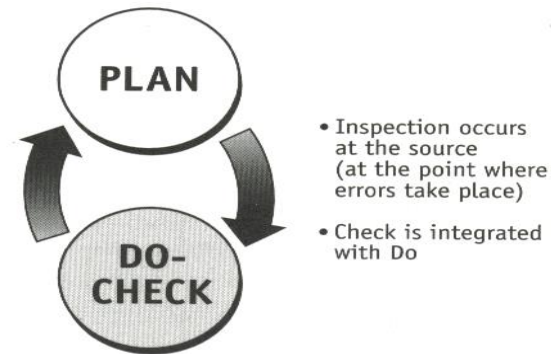 PLAN
DO-
CHECK
• Inspection occurs
at the source
(at the point where
errors take place)
• Check is integrated
with Do